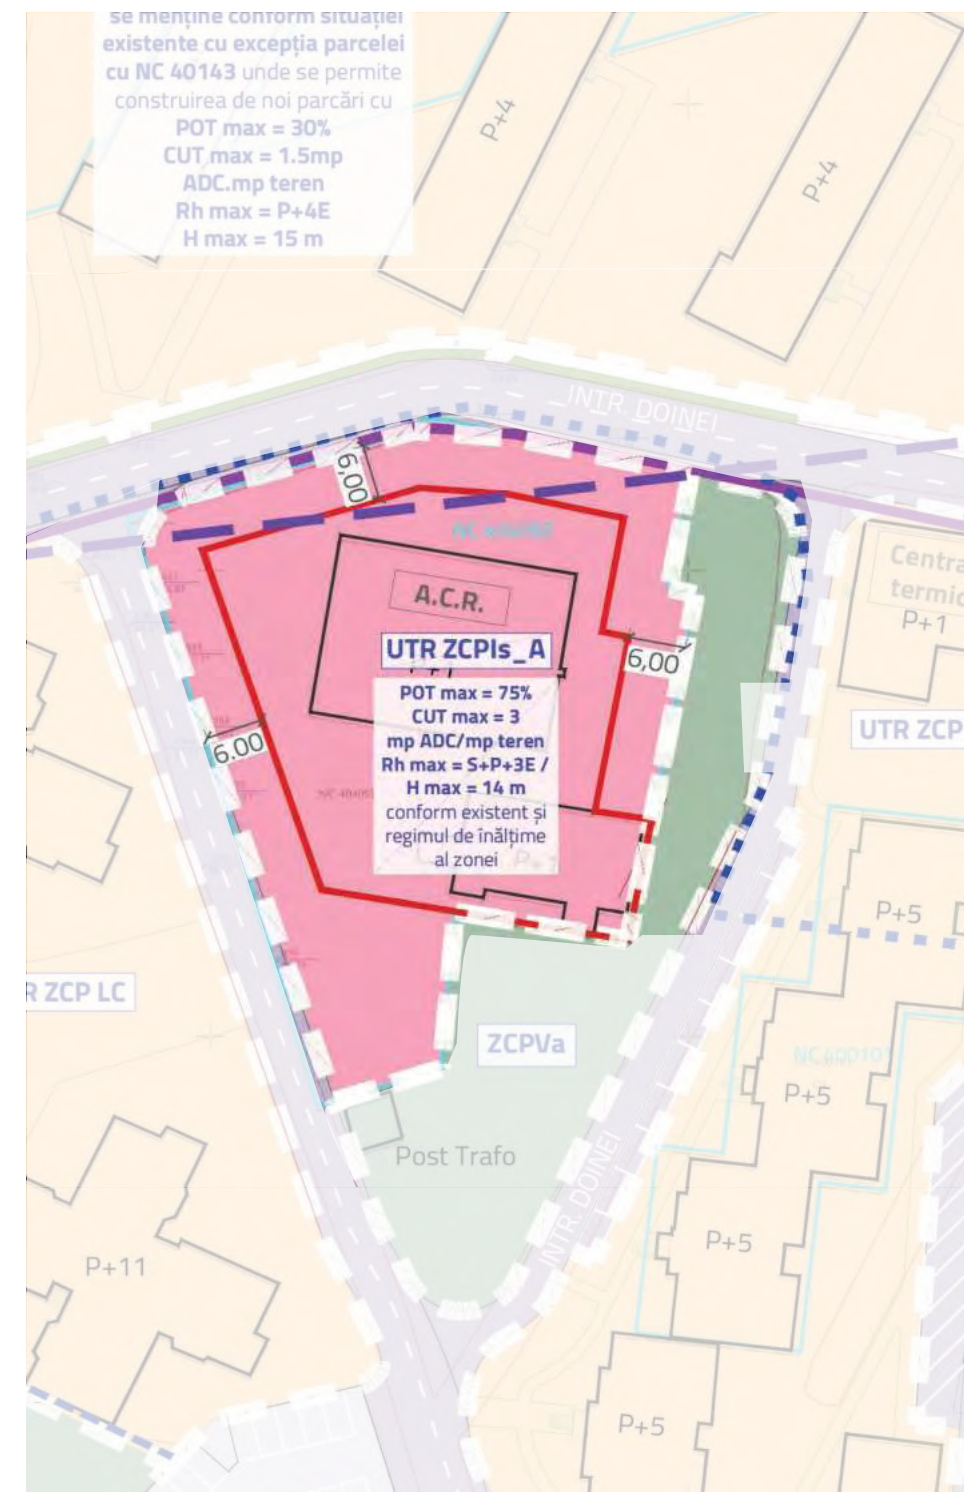 se menține conform situației
existente cu excepția parcelei
cu NC 40143 unde se permite
construirea de noi parcări cu
POT max = 30%
CUT max = 1.5mp
ADC.mp teren
Rh max = P+4E
H max = 15 m
P+4
P+4
INTR. DOINEI
6,00
A.C.R.
UTR ZCPIs_A
6,00
6.00
POT max = 75%
CUT max = 3
mp ADC/mp teren
Rh max = S+P+3E /
H max = 14 m
conform existent și
regimul de înălțime
al zonei
P+1
UTR ZCP
P+5
R ZCP LC
ZCPVa
NC 400101
P+5
Post Trafo
INTR. DOINEI
P+5
P+11
P+5